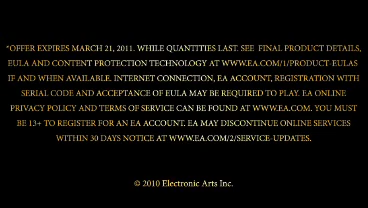 *OFFER EXPIRES MARCH 21, 2011. WHILE QUANTITIES LAST. SEE FINAL PRODUCT DETAILS,
EULA AND CONTENT PROTECTION TECHNOLOGY AT WWW.EA.COM/1/PRODUCT-EULAS
IF AND WHEN AVAILABLE. INTERNET CONNECTION, EA ACCOUNT, REGISTRATION WITH
SERIAL CODE AND ACCEPTANCE OF EULA MAY BE REQUIRED TO PLAY. EA ONLINE
PRIVACY POLICY AND TERMS OF SERVICE CAN BE FOUND AT WWW.EA.COM. YOU MUST
BE 13+ TO REGISTER FOR AN EA ACCOUNT. EA MAY DISCONTINUE ONLINE SERVICES
WITHIN 30 DAYS NOTICE AT WWW.EA.COM/2/SERVICE-UPDATES.
© 2010 Electronic Arts Inc.